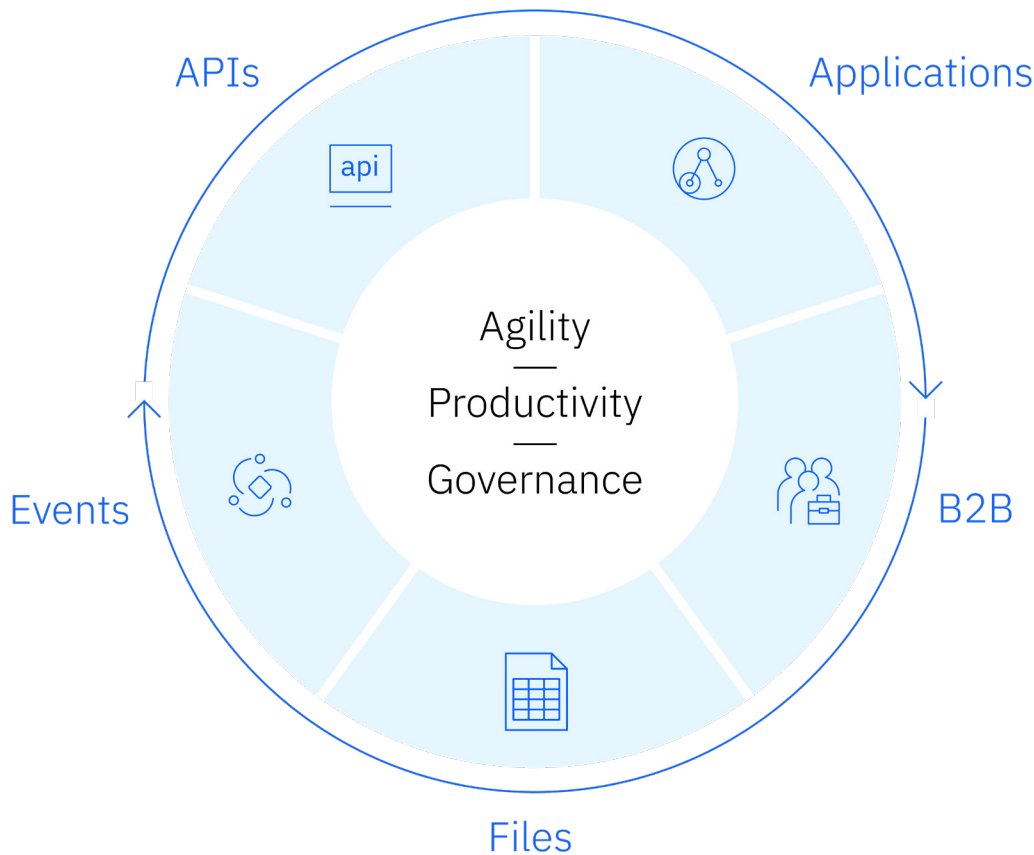 APIs
Applications
api
Agility
Productivity
Governance
Events
B2B
Files